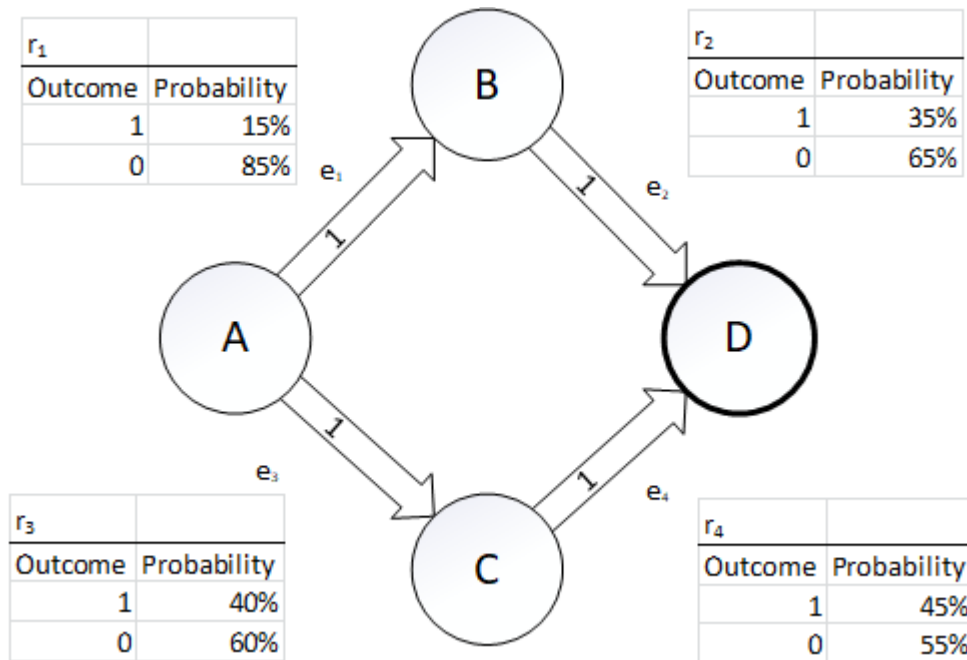 r₁
Outcome Probability
1 15%
0 85%
r₂
Outcome Probability
1 35%
0 65%
B
e₁
1
1
e₂
A
D
1
1
e₃
e₄
C
r₃
Outcome Probability
1 40%
0 60%
r₄
Outcome Probability
1 45%
0 55%